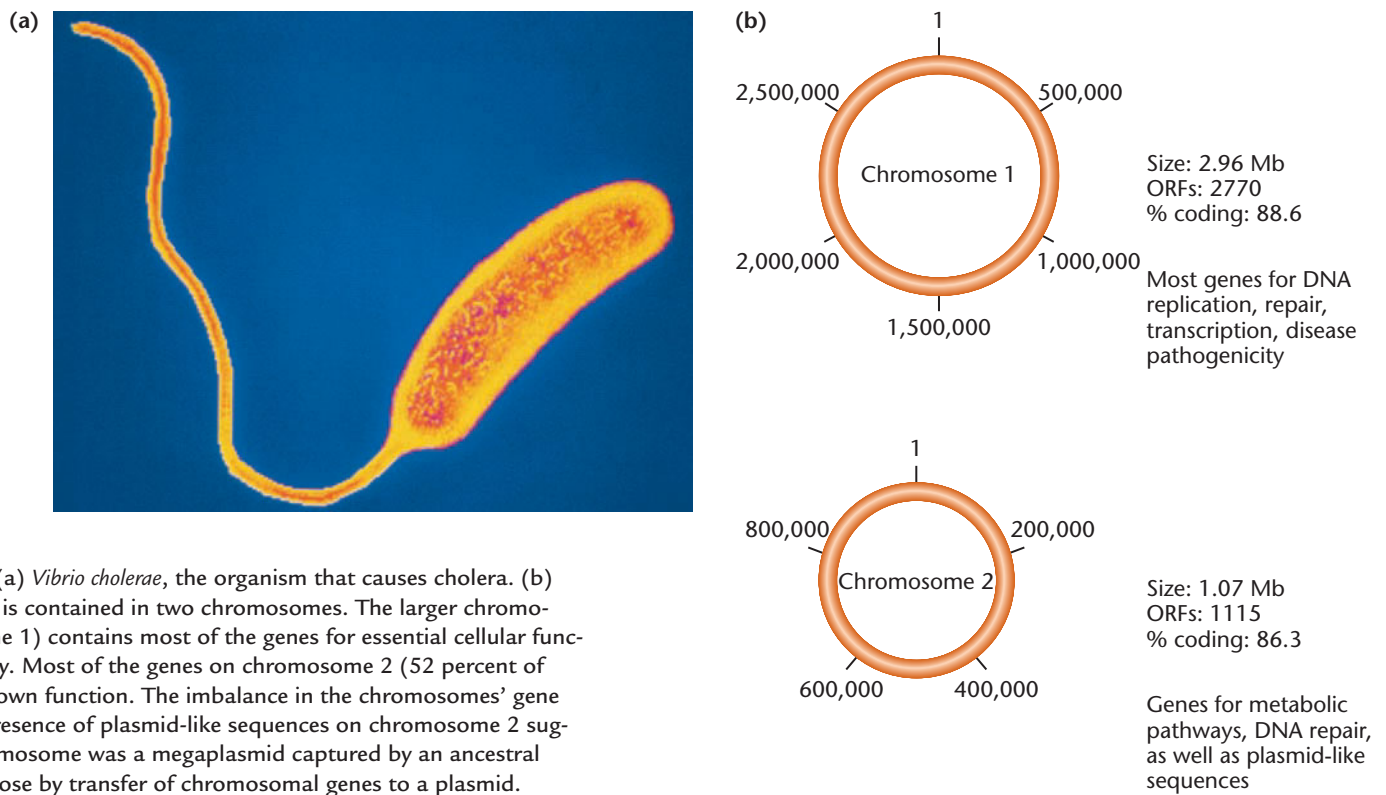 (a)
(b)
1
2,500,000
500,000
Chromosome 1
2,000,000
1,000,000
1,500,000
Size: 2.96 Mb
ORFs: 2770
% coding: 88.6
Most genes for DNA
replication, repair,
transcription, disease
pathogenicity
1
800,000
200,000
Chromosome 2
600,000
400,000
Size: 1.07 Mb
ORFs: 1115
% coding: 86.3
Genes for metabolic
pathways, DNA repair,
as well as plasmid-like
sequences
(a) Vibrio cholerae, the organism that causes cholera. (b)
is contained in two chromosomes. The larger chromo-
e 1) contains most of the genes for essential cellular func-
y. Most of the genes on chromosome 2 (52 percent of
own function. The imbalance in the chromosomes' gene
resence of plasmid-like sequences on chromosome 2 sug-
mosome was a megaplasmid captured by an ancestral
ose by transfer of chromosomal genes to a plasmid.